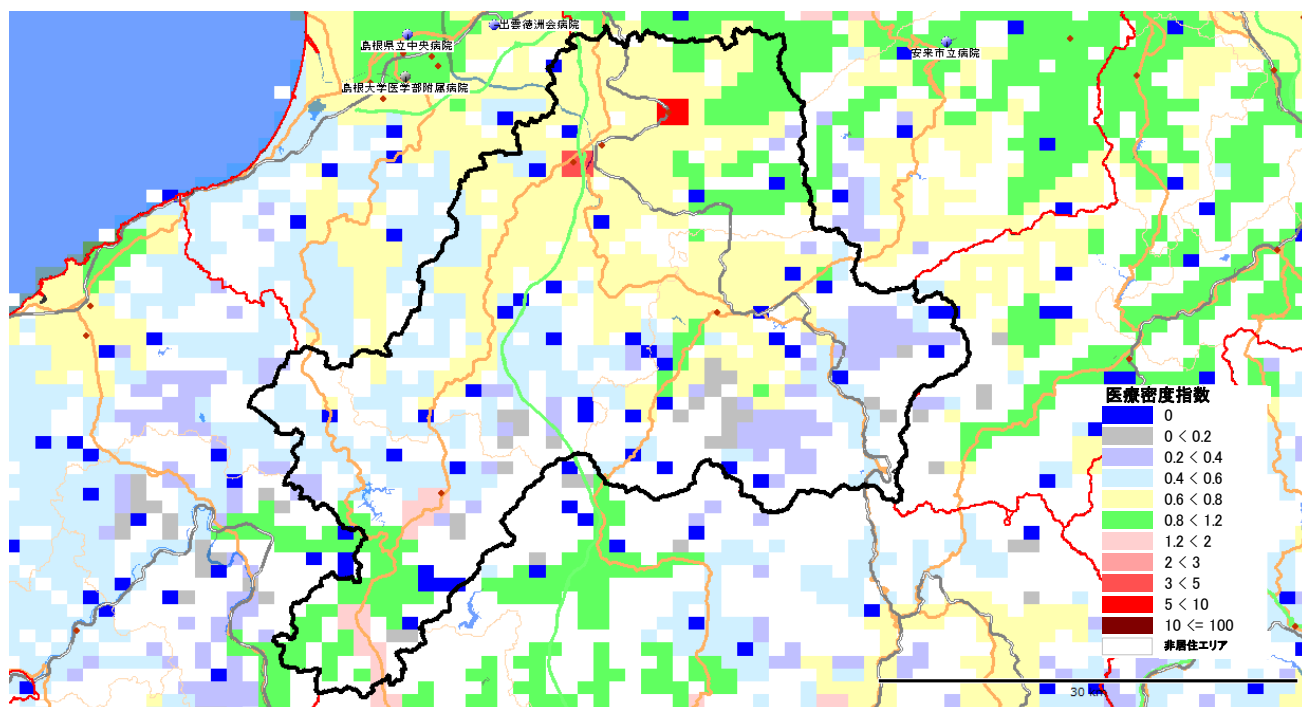 出雲徳洲会病院
島根県立中央病院
安来市立病院
島根大学医学部附属病院
医療密度指数
0
0 < 0.2
0.2 < 0.4
0.4 < 0.6
0.6 < 0.8
0.8 < 1.2
1.2 < 2
2 < 3
3 < 5
5 < 10
10 <= 100
非居住エリア
30 km